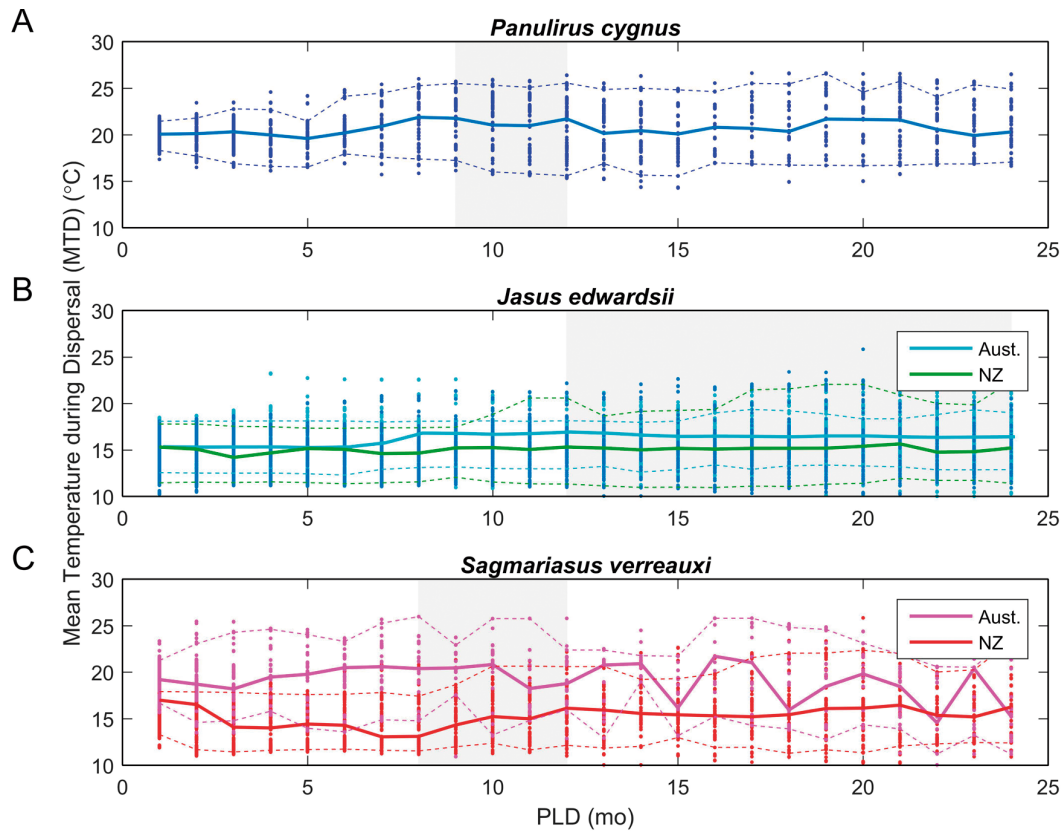 A
Panulirus cygnus
30
25
20
15
10
0 5 10 15 20 25
B
Jasus edwardsii
30
25
20
15
10
Aust.
NZ
0 5 10 15 20 25
C
Sagmariasus verreauxi
30
25
20
15
10
Aust.
NZ
0 5 10 15 20 25
Mean Temperature during Dispersal (MTD) (°C)
PLD (mo)